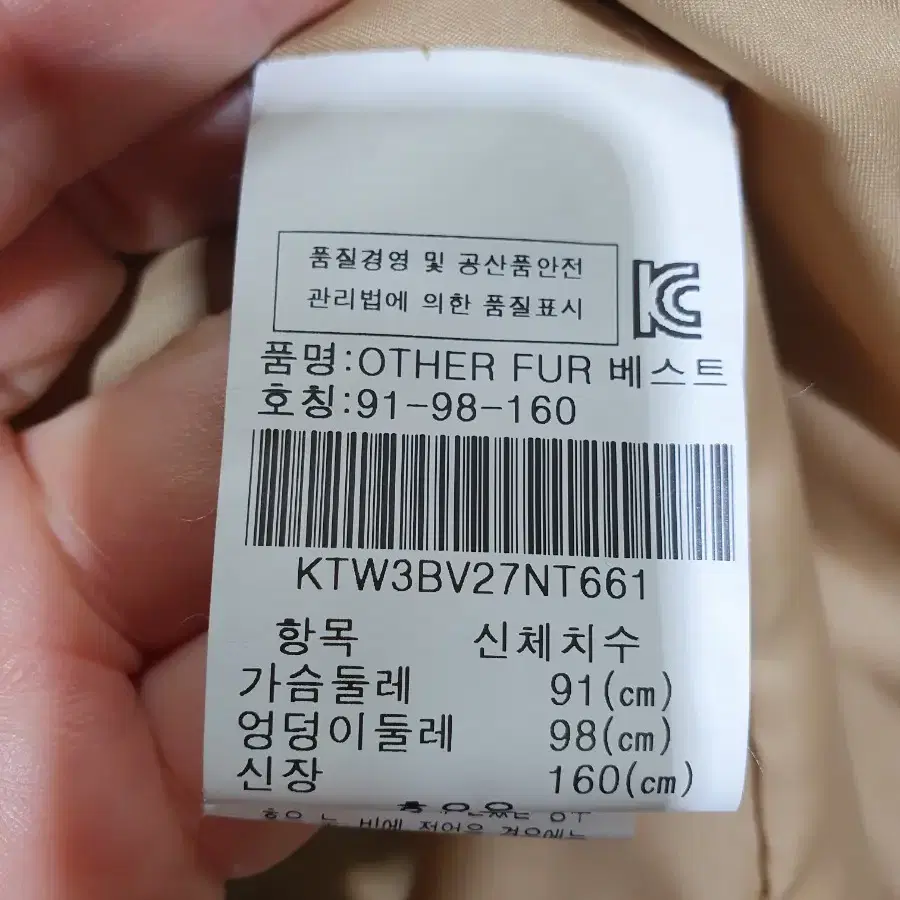 품질경영 및 공산품안전
관리법에 의한 품질표시
KC
품명:OTHER FUR 베스트
호칭:91-98-160
KTW3BV27NT661
항목 신체치수
가슴둘레 91(cm)
엉덩이둘레 98(cm)
신장 160(cm)